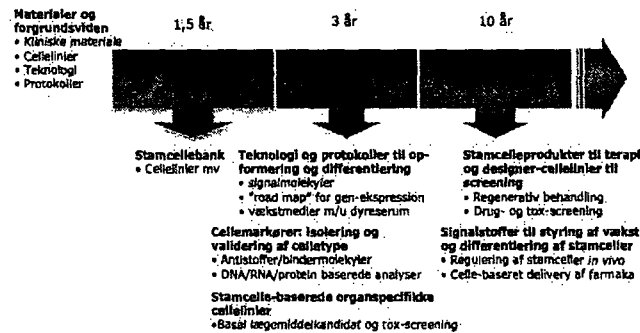 Materialer og
forgrundsviden
• Kliniske materiale
• Cellelinier
• Teknologi
• Protokoller
1,5 år
3 år
10 år
Stamcellebank
• Cellelinier mv
Teknologi og protokoller til op-
formering og differentiering
• signalmolekyler
• "road map" for gen-ekspression
• vækstmedier m/u dyreserum
Cellemarkører: Isolering og
validering af celletype
• Antistoffer/bindermolekyler
• DNA/RNA/protein baserede analyser
Stamcelle-baserede organspecifikke
cellelinier
•Basal lægemiddelkandidat og tox-screening
Stamcelleprodukter til terapi
og designer-cellelinier til
screening
• Regenerativ behandling
• Drug- og tox-screening
Signalstoffer til styring af vækst
og differentiering af stamceller
• Regulering af stamceller in vivo
• Celle-baseret delivery af farmaka